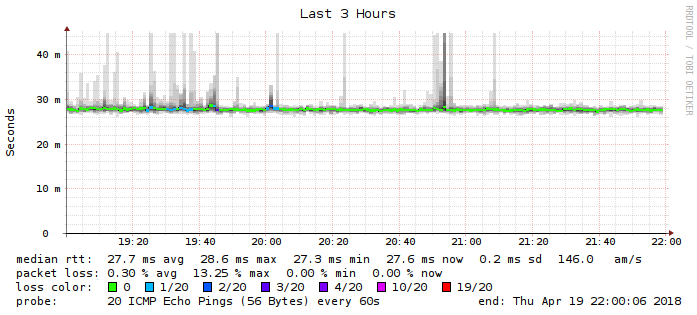 Last 3 Hours
RRDTOOL / TOBI OETIKER
Seconds
40 m
30 m
20 m
10 m
0
19:20 19:40 20:00 20:20 20:40 21:00 21:20 21:40 22:00
median rtt: 27.7 ms avg 28.6 ms max 27.3 ms min 27.6 ms now 0.2 ms sd 146.0 am/s
packet loss: 0.30 % avg 13.25 % max 0.00 % min 0.00 % now
loss color: 0 1/20 2/20 3/20 4/20 10/20 19/20
probe: 20 ICMP Echo Pings (56 Bytes) every 60s end: Thu Apr 19 22:00:06 2018